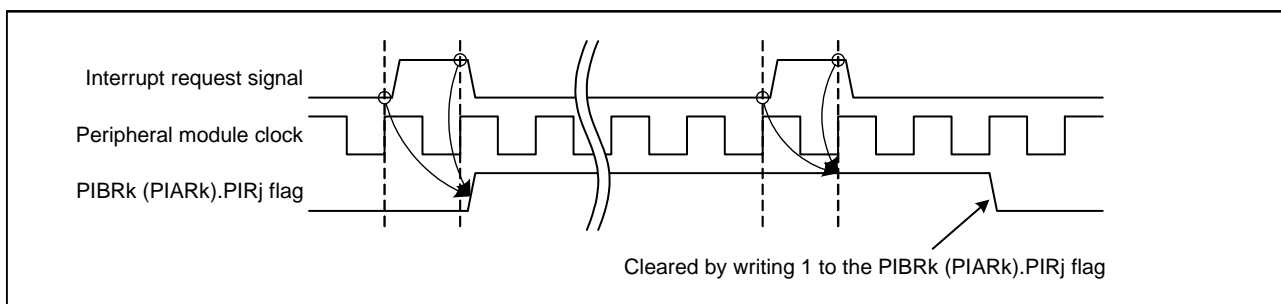 Interrupt request signal
Peripheral module clock
PIBRk (PIARk).PIRj flag
Cleared by writing 1 to the PIBRk (PIARk).PIRj flag